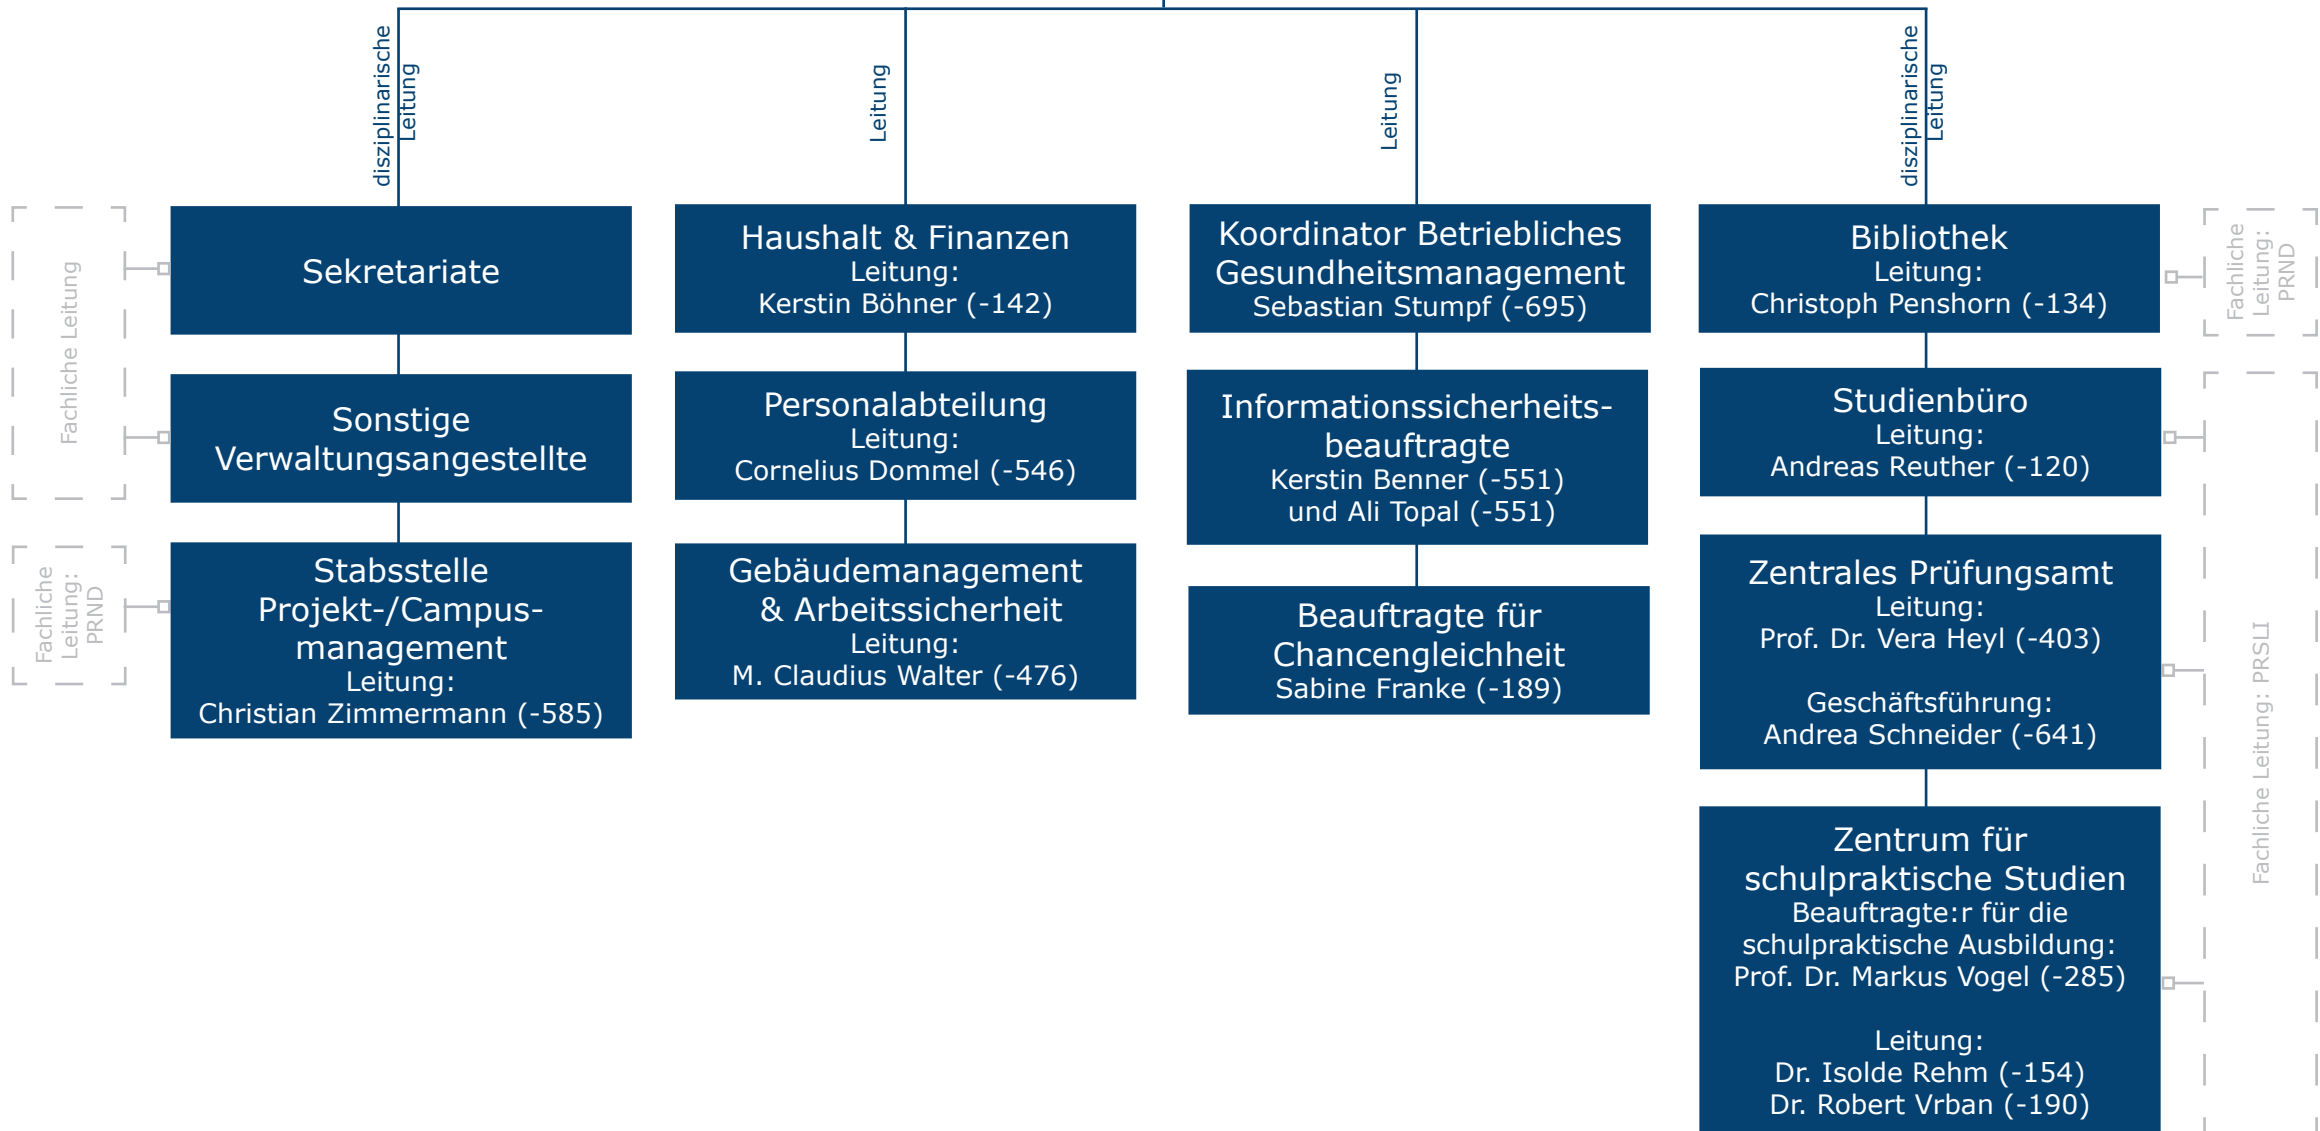 disziplinarische
Leitung
Leitung
Leitung
disziplinarische
Leitung
Fachliche Leitung
Sekretariate
Sonstige
Verwaltungsangestellte
Fachliche
Leitung:
PRND
Stabsstelle
Projekt-/Campus-
management
Leitung:
Christian Zimmermann (-585)
Haushalt & Finanzen
Leitung:
Kerstin Böhner (-142)
Personalabteilung
Leitung:
Cornelius Dommel (-546)
Gebäudemanagement
& Arbeitssicherheit
Leitung:
M. Claudius Walter (-476)
Koordinator Betriebliches
Gesundheitsmanagement
Sebastian Stumpf (-695)
Informationssicherheits-
beauftragte
Kerstin Benner (-551)
und Ali Topal (-551)
Beauftragte für
Chancengleichheit
Sabine Franke (-189)
Bibliothek
Leitung:
Christoph Penshorn (-134)
Fachliche
Leitung:
PRND
Studienbüro
Leitung:
Andreas Reuther (-120)
Zentrales Prüfungsamt
Leitung:
Prof. Dr. Vera Heyl (-403)
Geschäftsführung:
Andrea Schneider (-641)
Zentrum für
schulpraktische Studien
Beauftragte:r für die
schulpraktische Ausbildung:
Prof. Dr. Markus Vogel (-285)
Leitung:
Dr. Isolde Rehm (-154)
Dr. Robert Vrban (-190)
Fachliche Leitung: PRSLI